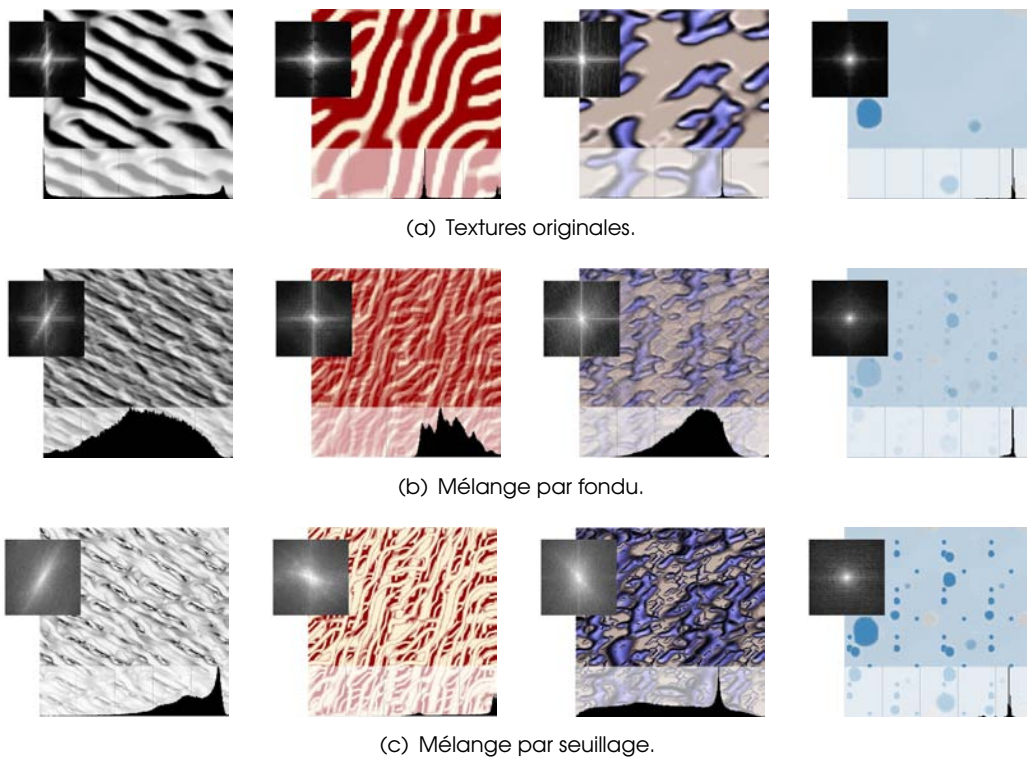 (a) Textures originales.
(b) Mélange par fondu.
(c) Mélange par seuillage.